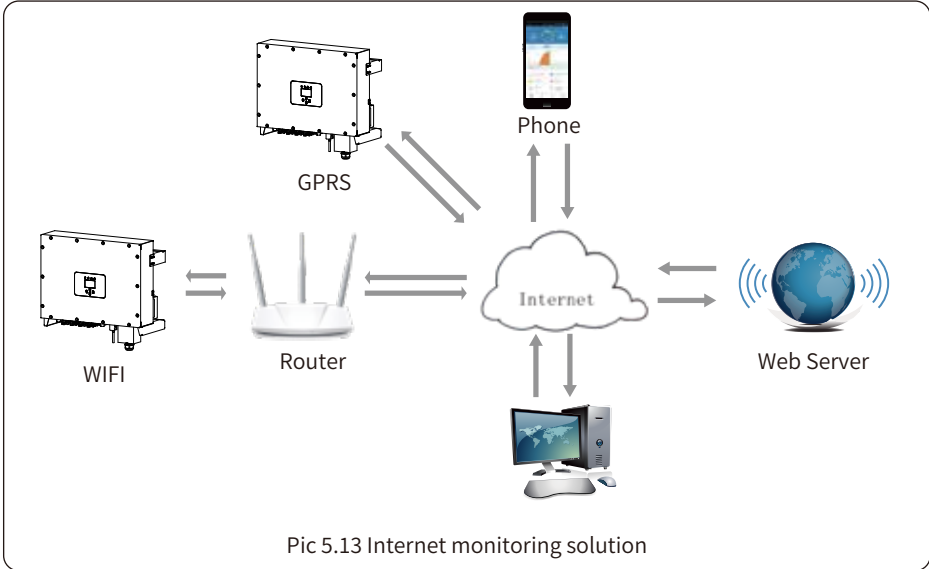 Phone
GPRS
Internet
WIFI
Router
Web Server
Pic 5.13 Internet monitoring solution